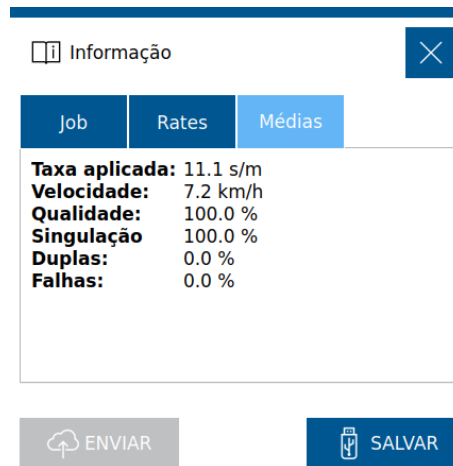 Informação
Job Rates Médias
Taxa aplicada: 11.1 s/m
Velocidade: 7.2 km/h
Qualidade: 100.0 %
Singulação 100.0 %
Duplas: 0.0 %
Falhas: 0.0 %
ENVIAR SALVAR